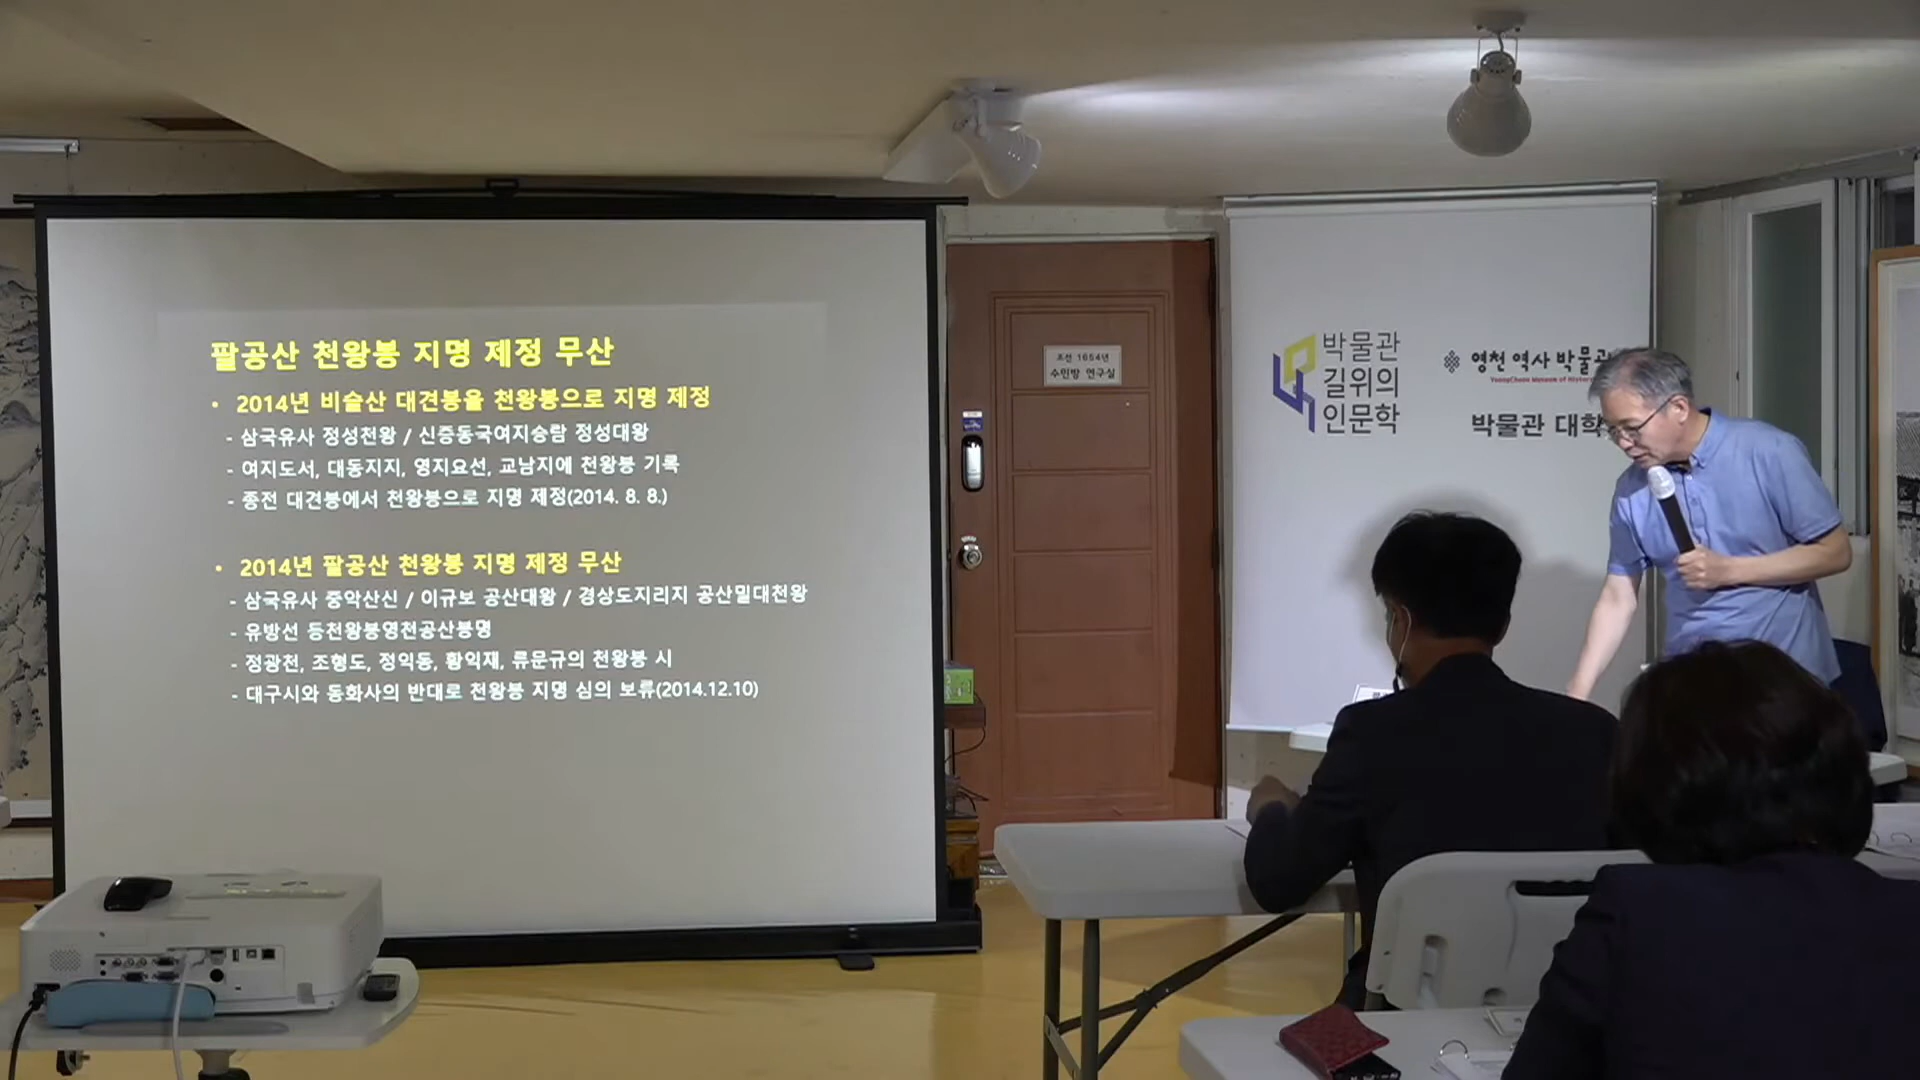 팔공산 천왕봉 지명 제정 무산
• 2014년 비슬산 대견봉을 천왕봉으로 지명 제정
- 삼국유사 정성천왕 / 신증동국여지승람 정성대왕
- 여지도서, 대동지지, 영지요선, 교남지에 천왕봉 기록
- 종전 대견봉에서 천왕봉으로 지명 제정(2014. 8. 8.)
• 2014년 팔공산 천왕봉 지명 제정 무산
- 삼국유사 중악산신 / 이규보 공산대왕 / 경상도지리지 공산밀대천왕
- 유방선 등천왕봉영천공산봉명
- 정광천, 조형도, 정익동, 황익재, 류문규의 천왕봉 시
- 대구시와 동화사의 반대로 천왕봉 지명 심의 보류(2014.12.10)
조선 1654년
수민방 연구실
박물관
길위의
인문학
영천 역사 박물관
YeongCheon Museum of History
박물관 대학